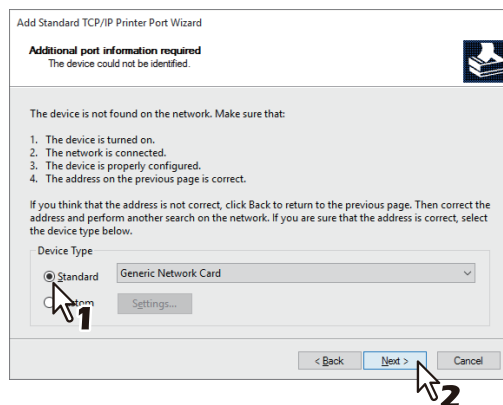 Add Standard TCP/IP Printer Port Wizard
Additional port information required
The device could not be identified.
The device is not found on the network. Make sure that:
1. The device is turned on.
2. The network is connected.
3. The device is properly configured.
4. The address on the previous page is correct.
If you think that the address is not correct, click Back to return to the previous page. Then correct the
address and perform another search on the network. If you are sure that the address is correct, select
the device type below.
Device Type
Standard
Generic Network Card
1
Settings...
< Back
Next >
Cancel
2